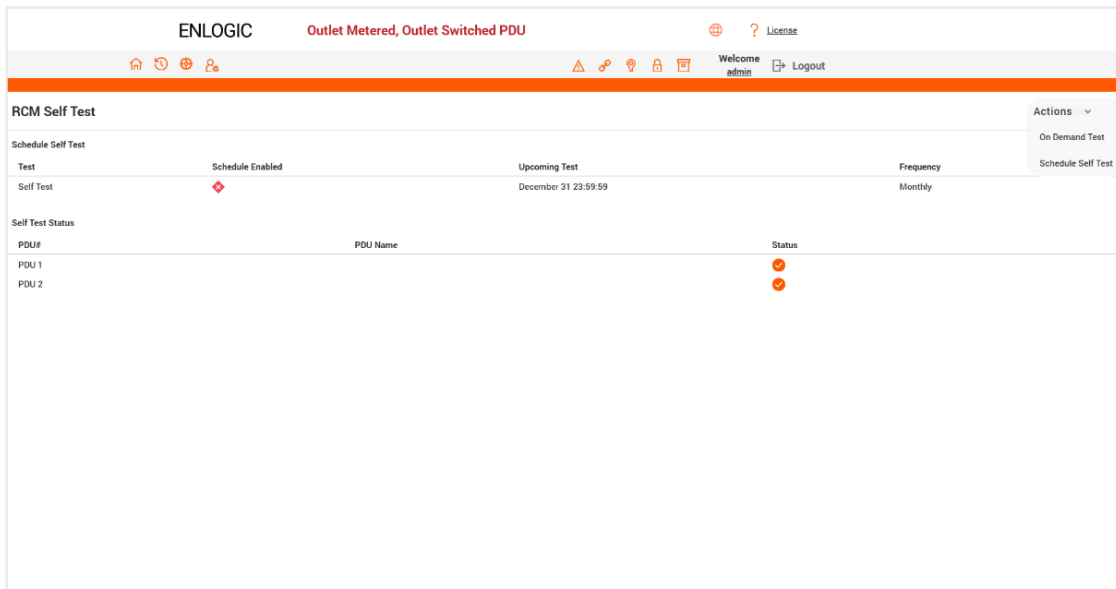 ENLOGIC Outlet Metered, Outlet Switched PDU ? License
Welcome
admin Logout
RCM Self Test Actions
On Demand Test
Schedule Self Test
Schedule Self Test
Test Schedule Enabled Upcoming Test Frequency
Self Test December 31 23:59:59 Monthly
Self Test Status
PDU# PDU Name Status
PDU 1
PDU 2